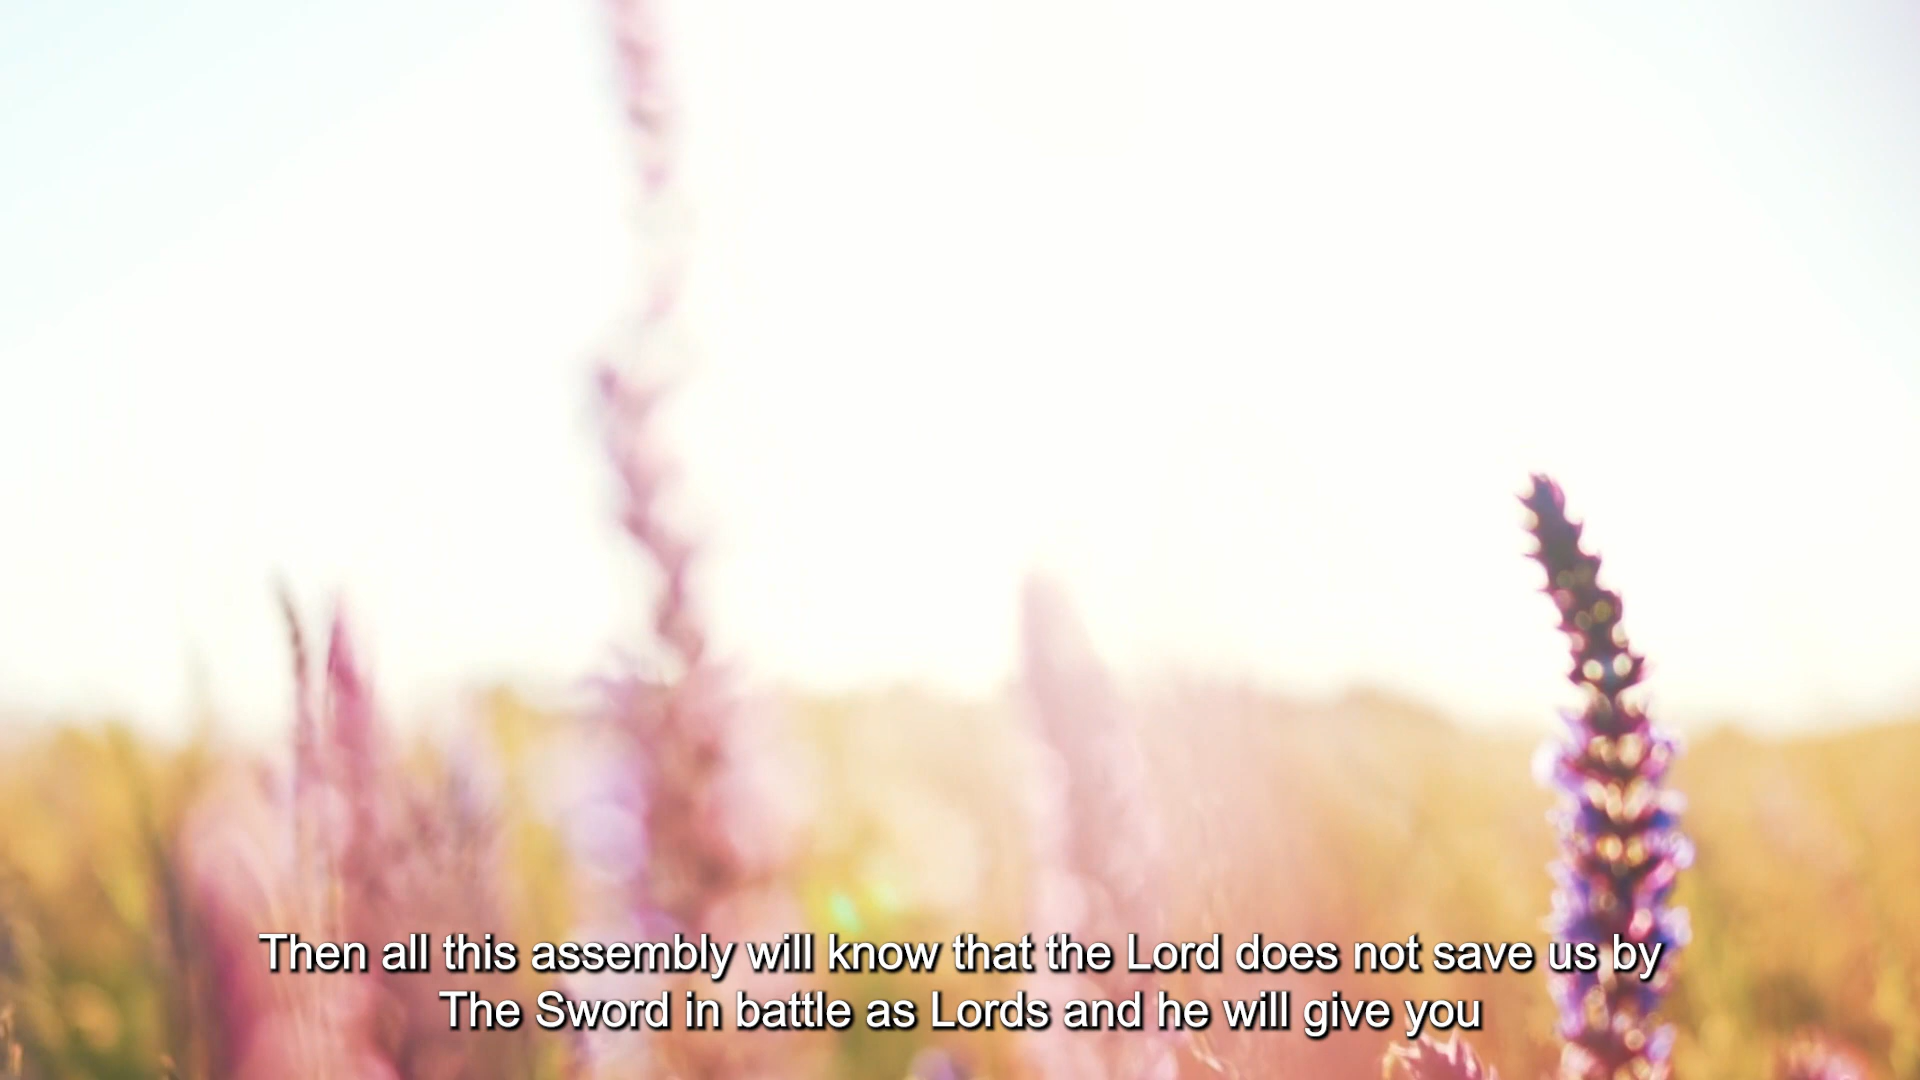 Then all this assembly will know that the Lord does not save us by
The Sword in battle as Lords and he will give you